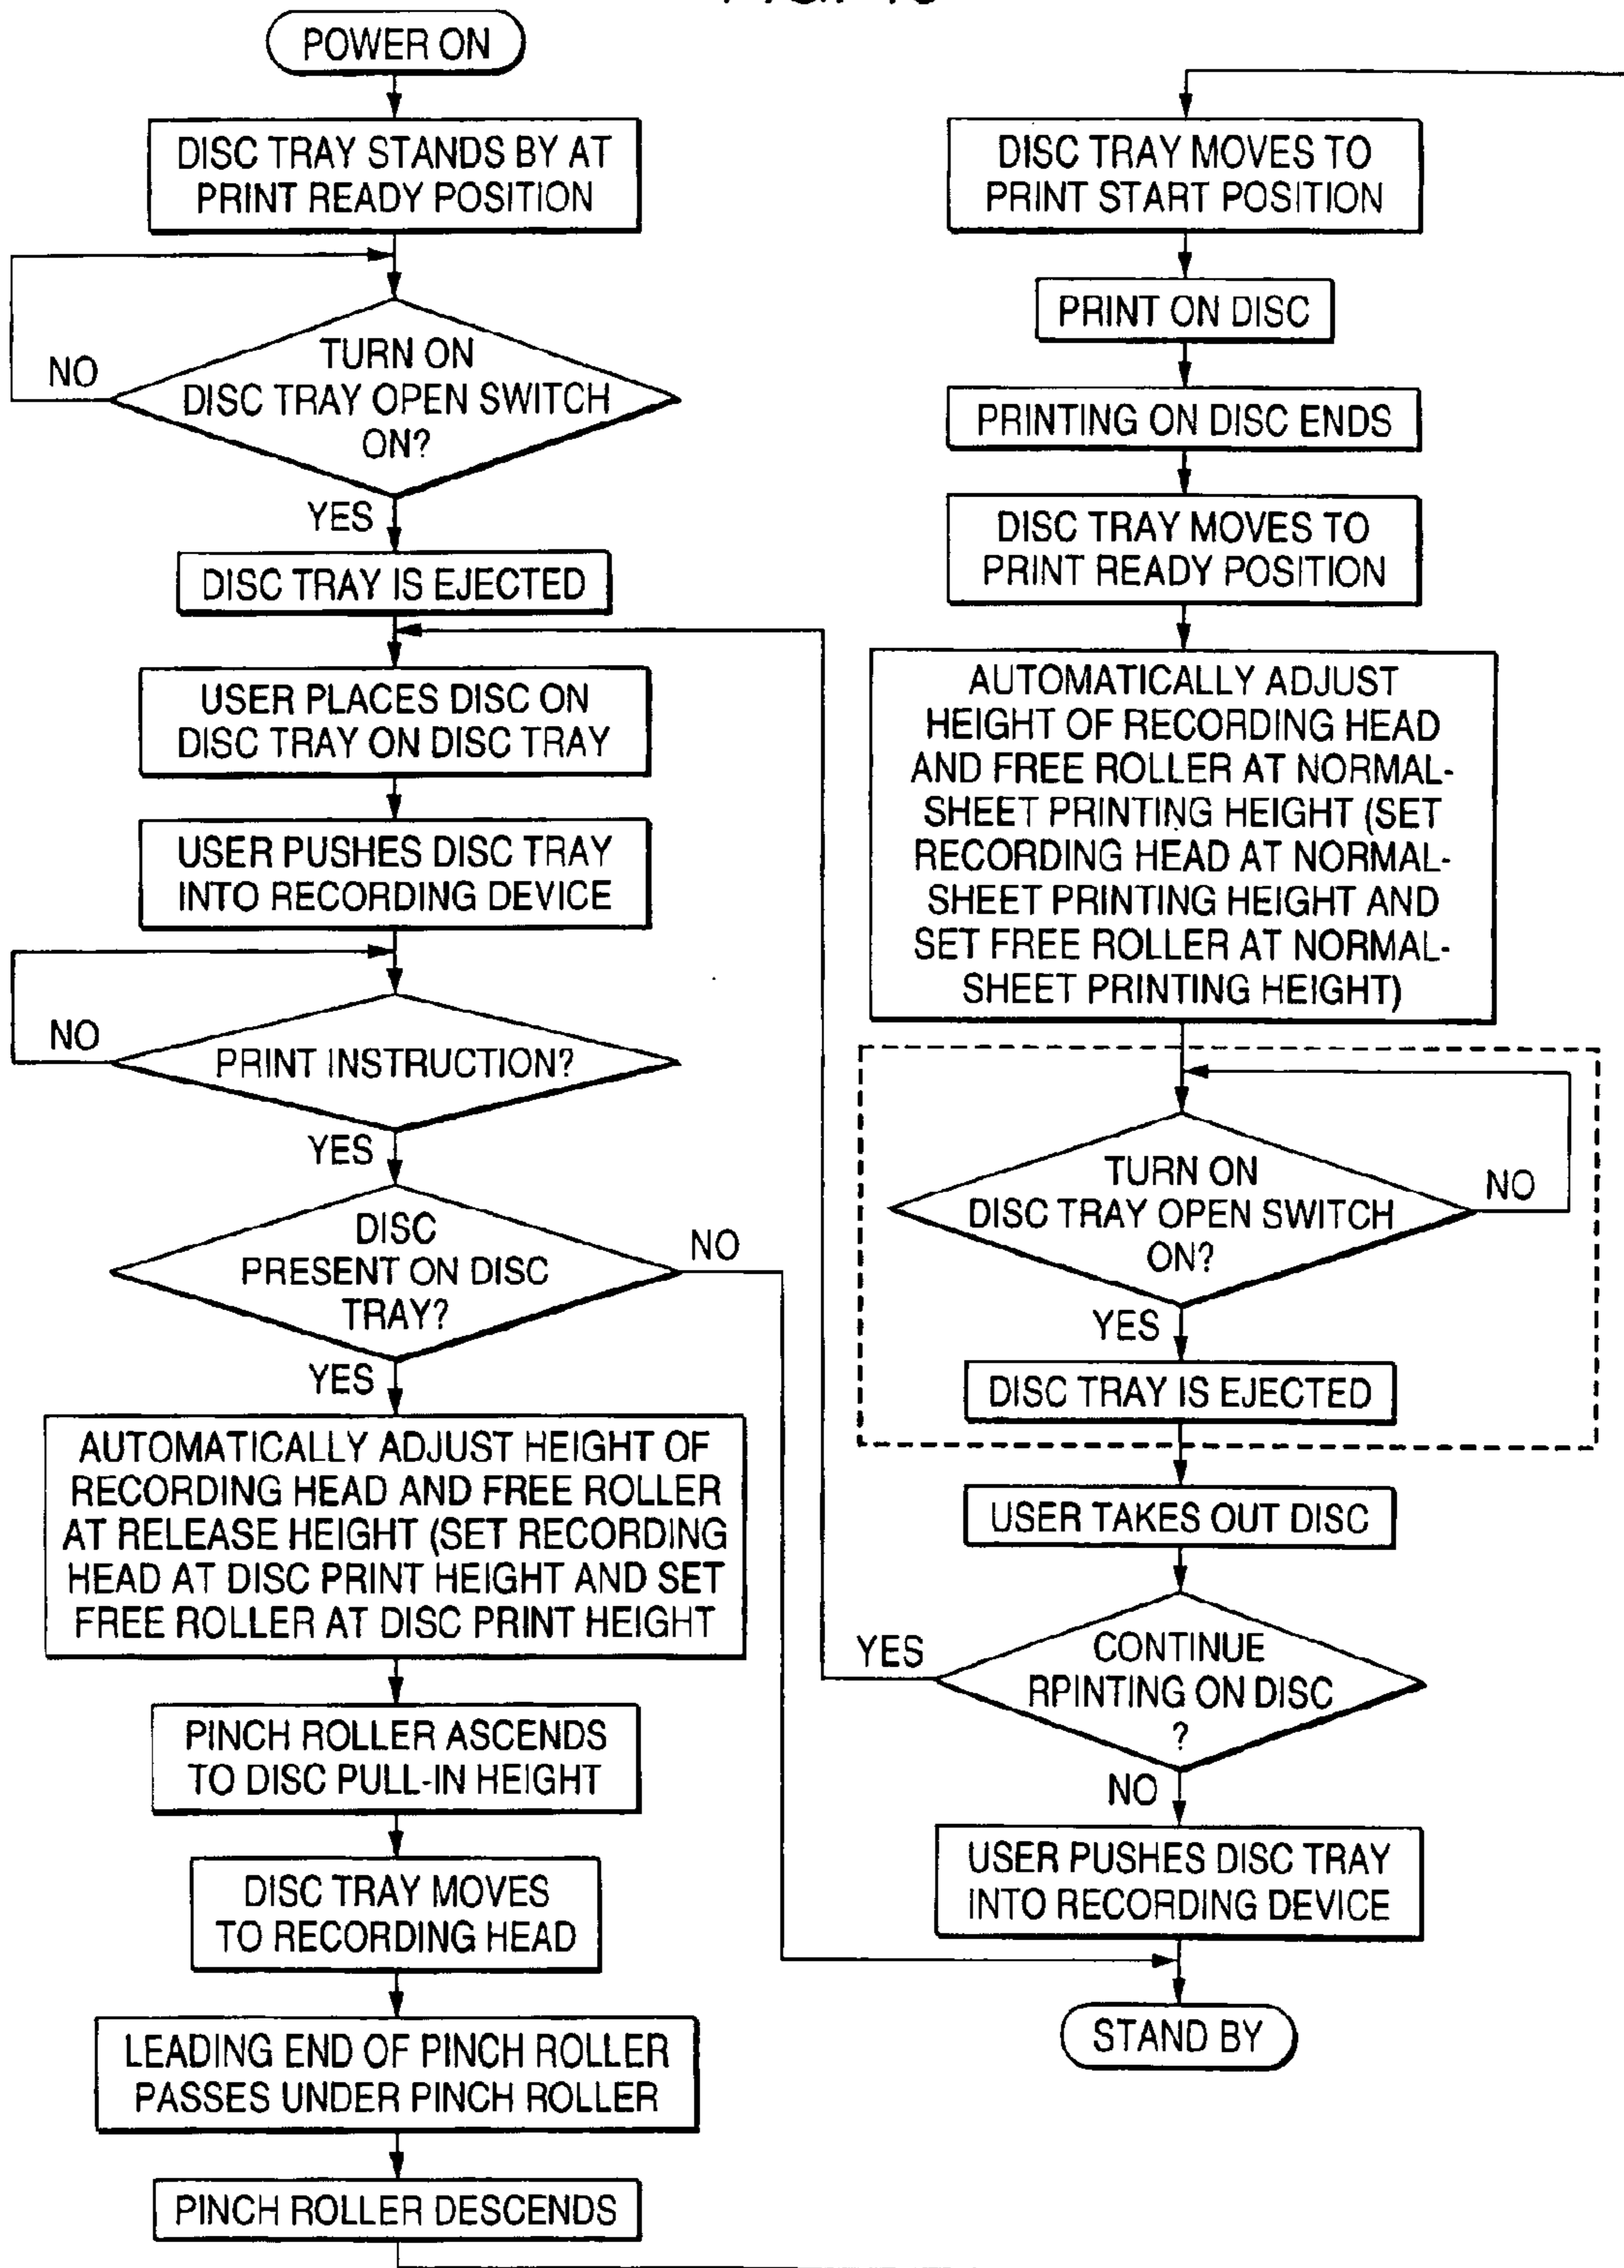 POWER ON
DISC TRAY STANDS BY AT
PRINT READY POSITION
TURN ON
DISC TRAY OPEN SWITCH
ON?
NO
YES
DISC TRAY IS EJECTED
USER PLACES DISC ON
DISC TRAY ON DISC TRAY
USER PUSHES DISC TRAY
INTO RECORDING DEVICE
PRINT INSTRUCTION?
NO
YES
DISC
PRESENT ON DISC
TRAY?
NO
YES
AUTOMATICALLY ADJUST HEIGHT OF
RECORDING HEAD AND FREE ROLLER
AT RELEASE HEIGHT (SET RECORDING
HEAD AT DISC PRINT HEIGHT AND SET
FREE ROLLER AT DISC PRINT HEIGHT
PINCH ROLLER ASCENDS
TO DISC PULL-IN HEIGHT
DISC TRAY MOVES
TO RECORDING HEAD
LEADING END OF PINCH ROLLER
PASSES UNDER PINCH ROLLER
PINCH ROLLER DESCENDS
DISC TRAY MOVES TO
PRINT START POSITION
PRINT ON DISC
PRINTING ON DISC ENDS
DISC TRAY MOVES TO
PRINT READY POSITION
AUTOMATICALLY ADJUST
HEIGHT OF RECORDING HEAD
AND FREE ROLLER AT NORMAL-
SHEET PRINTING HEIGHT (SET
RECORDING HEAD AT NORMAL-
SHEET PRINTING HEIGHT AND
SET FREE ROLLER AT NORMAL-
SHEET PRINTING HEIGHT)
TURN ON
DISC TRAY OPEN SWITCH
ON?
NO
YES
DISC TRAY IS EJECTED
USER TAKES OUT DISC
CONTINUE
RPINTING ON DISC
?
YES
NO
USER PUSHES DISC TRAY
INTO RECORDING DEVICE
STAND BY